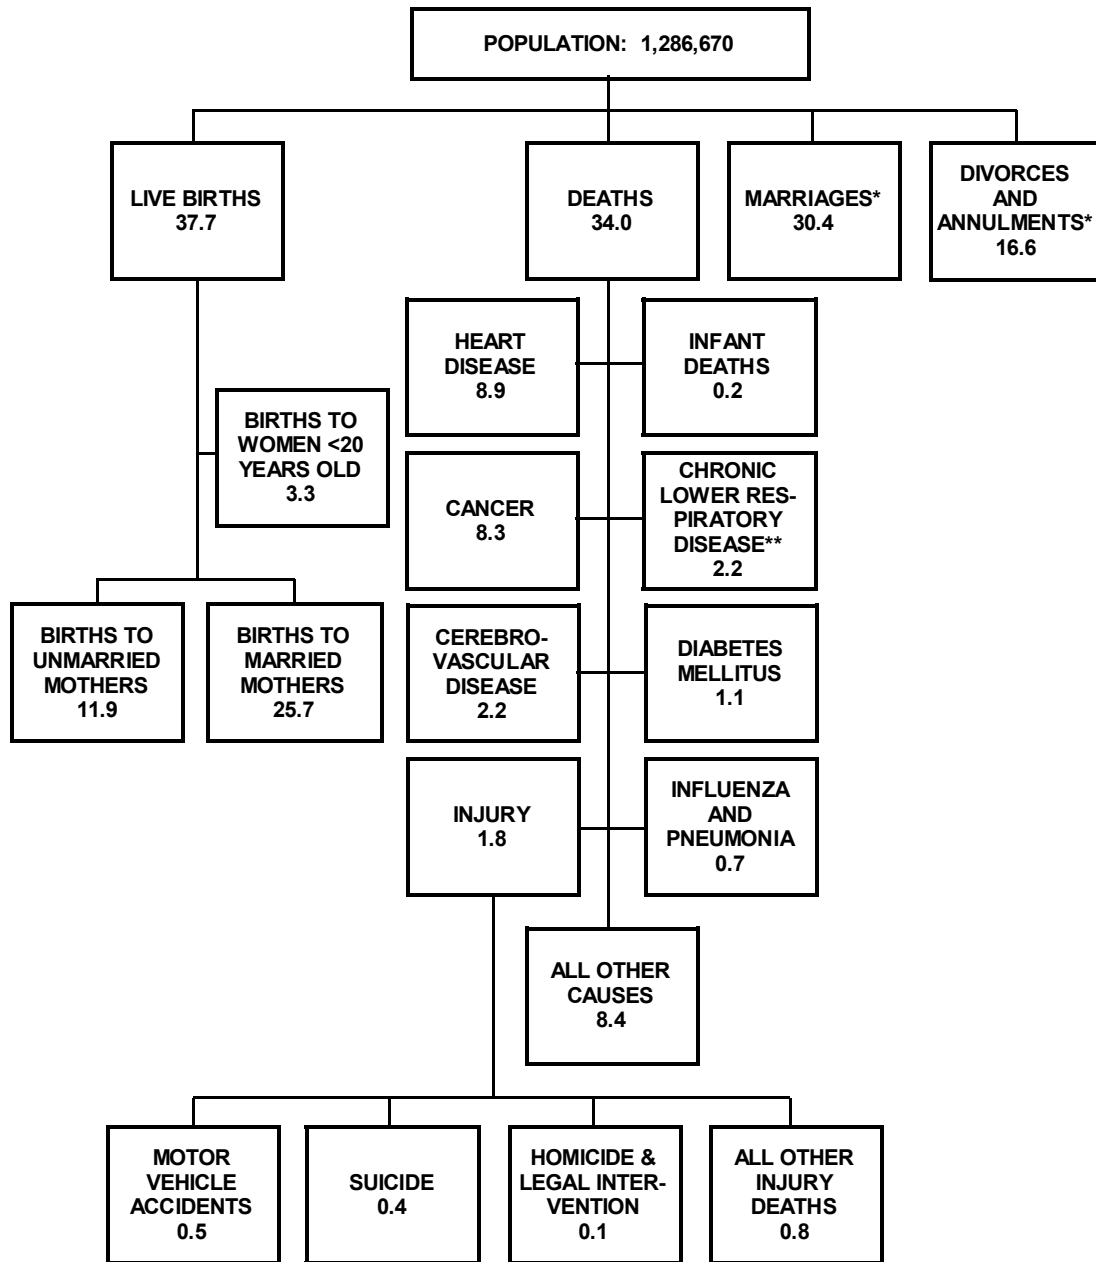 POPULATION: 1,286,670
LIVE BIRTHS
37.7
DEATHS
34.0
MARRIAGES*
30.4
DIVORCES
AND
ANNULMENTS*
16.6
HEART
DISEASE
8.9
INFANT
DEATHS
0.2
BIRTHS TO
WOMEN <20
YEARS OLD
3.3
CANCER
8.3
CHRONIC
LOWER RES-
PIRATORY
DISEASE**
2.2
BIRTHS TO
UNMARRIED
MOTHERS
11.9
BIRTHS TO
MARRIED
MOTHERS
25.7
CEREBRO-
VASCULAR
DISEASE
2.2
DIABETES
MELLITUS
1.1
INJURY
1.8
INFLUENZA
AND
PNEUMONIA
0.7
ALL OTHER
CAUSES
8.4
MOTOR
VEHICLE
ACCIDENTS
0.5
SUICIDE
0.4
HOMICIDE &
LEGAL INTER-
VENTION
0.1
ALL OTHER
INJURY
DEATHS
0.8